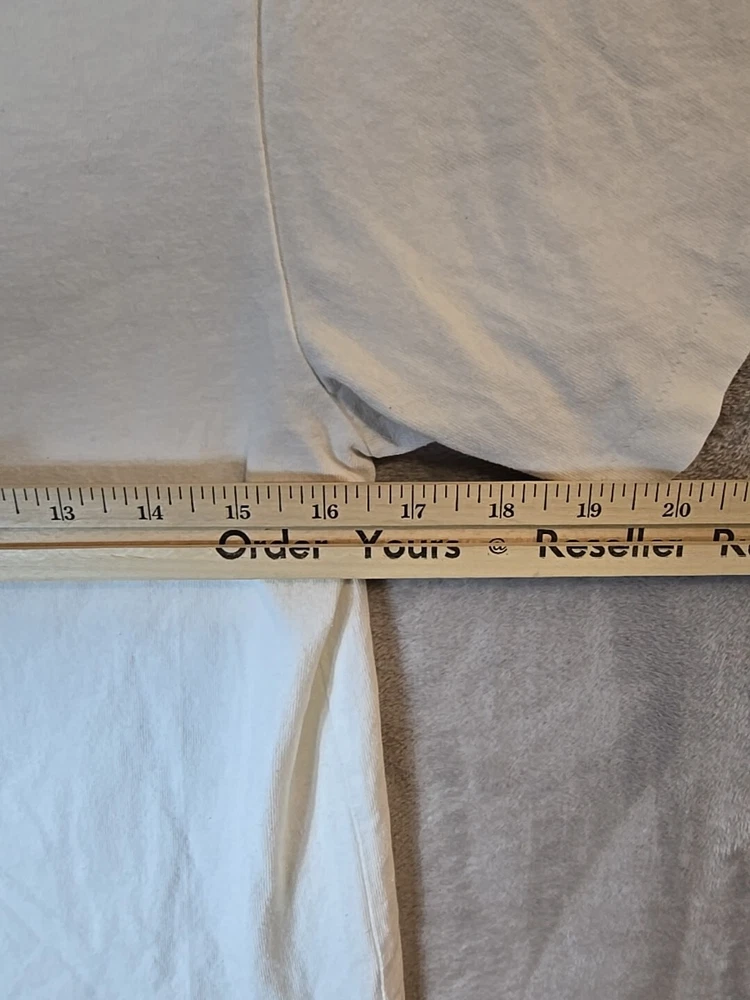 13 14 15 16 17 18 19 20
Order Yours @ Reseller